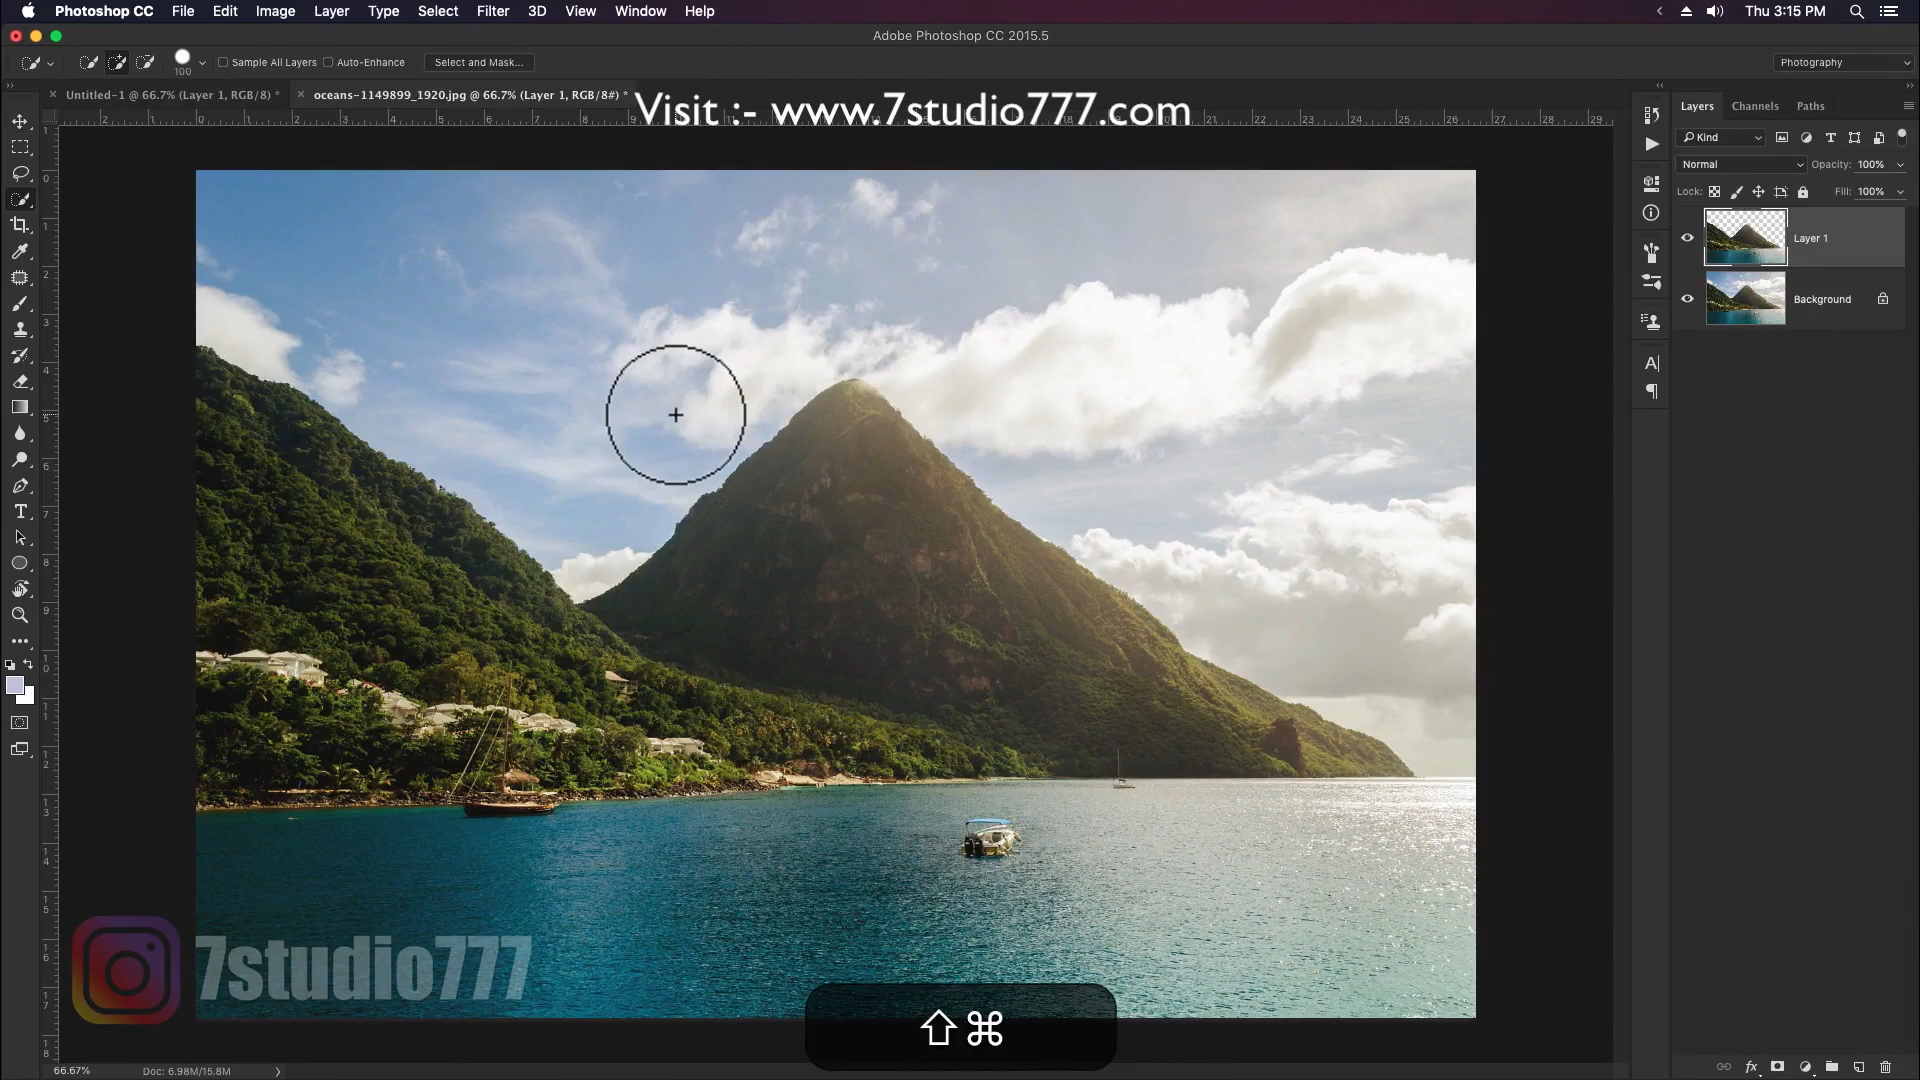 Photoshop CC File Edit Image Layer Type Select Filter 3D View Window Help Thu 3:15 PM
Adobe Photoshop CC 2015.5
100 Sample All Layers Auto-Enhance Select and Mask... Photography
Untitled-1 @ 66.7% (Layer 1, RGB/8) * oceans-1149899_1920.jpg @ 66.7% (Layer 1, RGB/8#) *
Visit :- www.7studio777.com
Layers Channels Paths
Kind
Normal Opacity: 100%
Lock: Fill: 100%
Layer 1
Background
7studio777
⇧⌘
66.67% Doc: 6.98M/15.8M